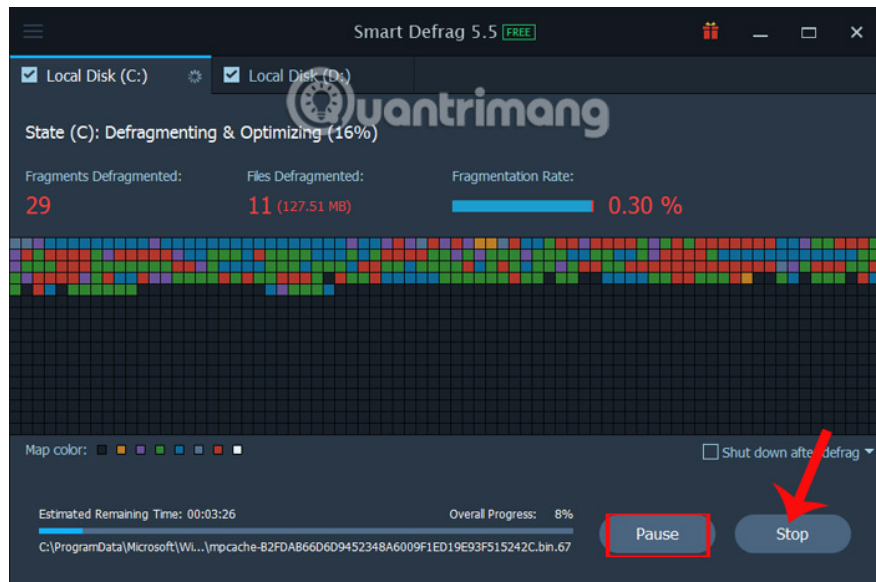 Smart Defrag 5.5 FREE
Local Disk (C:)
Local Disk (D:)
Quantrimang
State (C): Defragmenting & Optimizing (16%)
Fragments Defragmented:
Files Defragmented:
Fragmentation Rate:
29
11 (127.51 MB)
0.30 %
Map color:
Shut down after defrag
Estimated Remaining Time: 00:03:26
Overall Progress: 8%
C:\ProgramData\Microsoft\Wi...\mpcache-B2FDAB66D6D9452348A6009F1ED19E93F515242C.bin.67
Pause
Stop